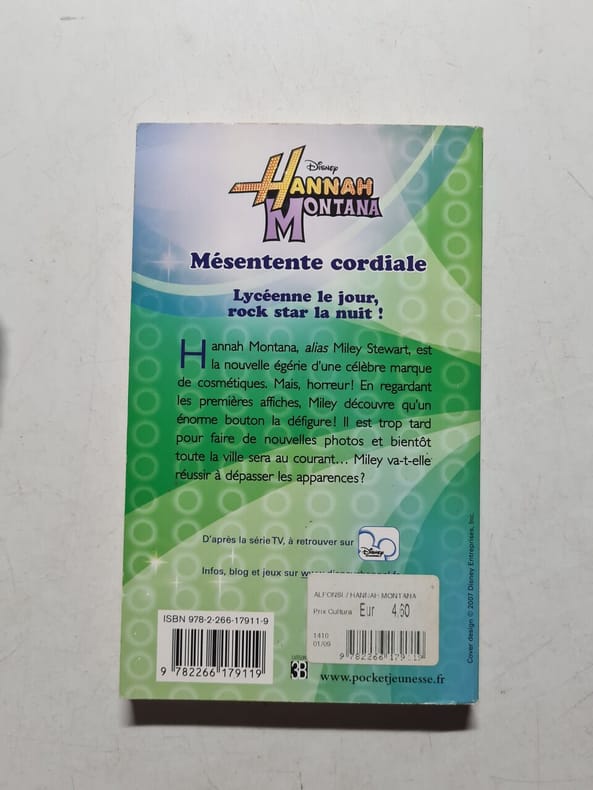 Disney
HANNAH
MONTANA
Mésentente cordiale
Lycéenne le jour,
rock star la nuit !
Hannah Montana, alias Miley Stewart, est
la nouvelle égérie d'une célèbre marque
de cosmétiques. Mais, horreur ! En regardant
les premières affiches, Miley découvre qu'un
énorme bouton la défigure ! Il est trop tard
pour faire de nouvelles photos et bientôt
toute la ville sera au courant... Miley va-t-elle
réussir à dépasser les apparences ?
D'après la série TV, à retrouver sur
Disney
Infos, blog et jeux sur
ALFONSI / HANNAH MONTANA
Prix Cultura Eur 4,60
1410
01/09
9 782266 179119
ISBN 978-2-266-17911-9
9 782266 179119
3B
www.pocketjeunesse.fr
Cover design © 2007 Disney Enterprises, Inc.